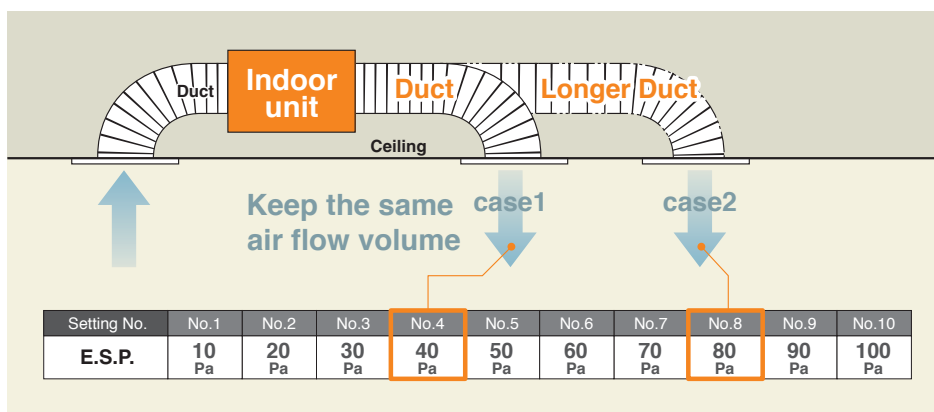 Duct
Indoor
unit
Duct
Longer Duct
Ceiling
Keep the same
air flow volume
case1
case2
Setting No. No.1 No.2 No.3 No.4 No.5 No.6 No.7 No.8 No.9 No.10
E.S.P. 10 20 30 40 50 60 70 80 90 100
Pa Pa Pa Pa Pa Pa Pa Pa Pa Pa